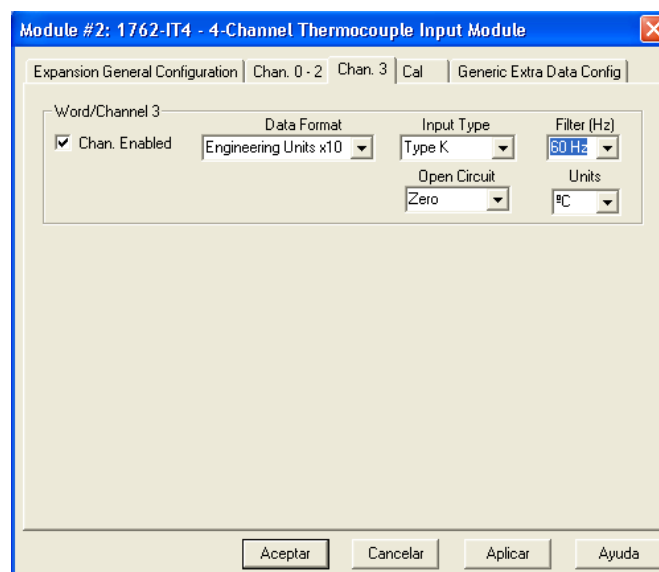 Module #2: 1762-IT4 - 4-Channel Thermocouple Input Module
Expansion General Configuration Chan. 0 - 2 Chan. 3 Cal Generic Extra Data Config
Word/Channel 3
Data Format Input Type Filter (Hz)
Chan. Enabled Engineering Units x10 Type K 60 Hz
Open Circuit Units
Zero ºC
Aceptar Cancelar Aplicar Ayuda